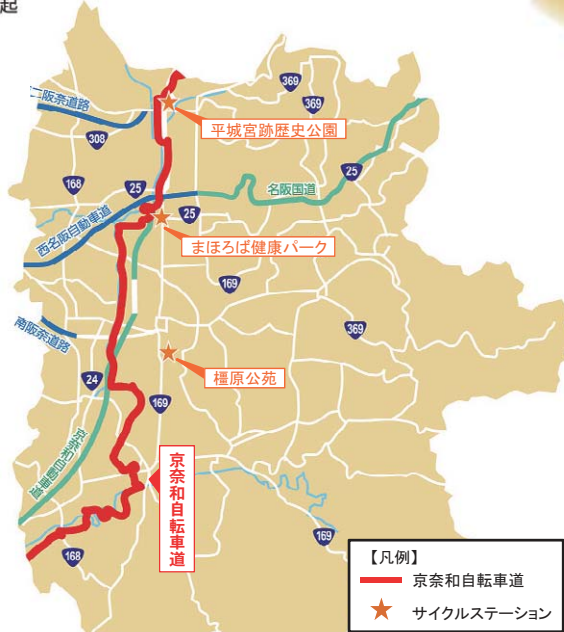 起
369
369
二阪奈道路
平城宮跡歴史公園
308
168
25
25
名阪国道
25
西名阪自動車道
まほろば健康パーク
169
南阪奈道路
369
24
橿原公苑
169
京奈和自動車道
京奈和自転車道
169
168
【凡例】
京奈和自転車道
サイクルステーション